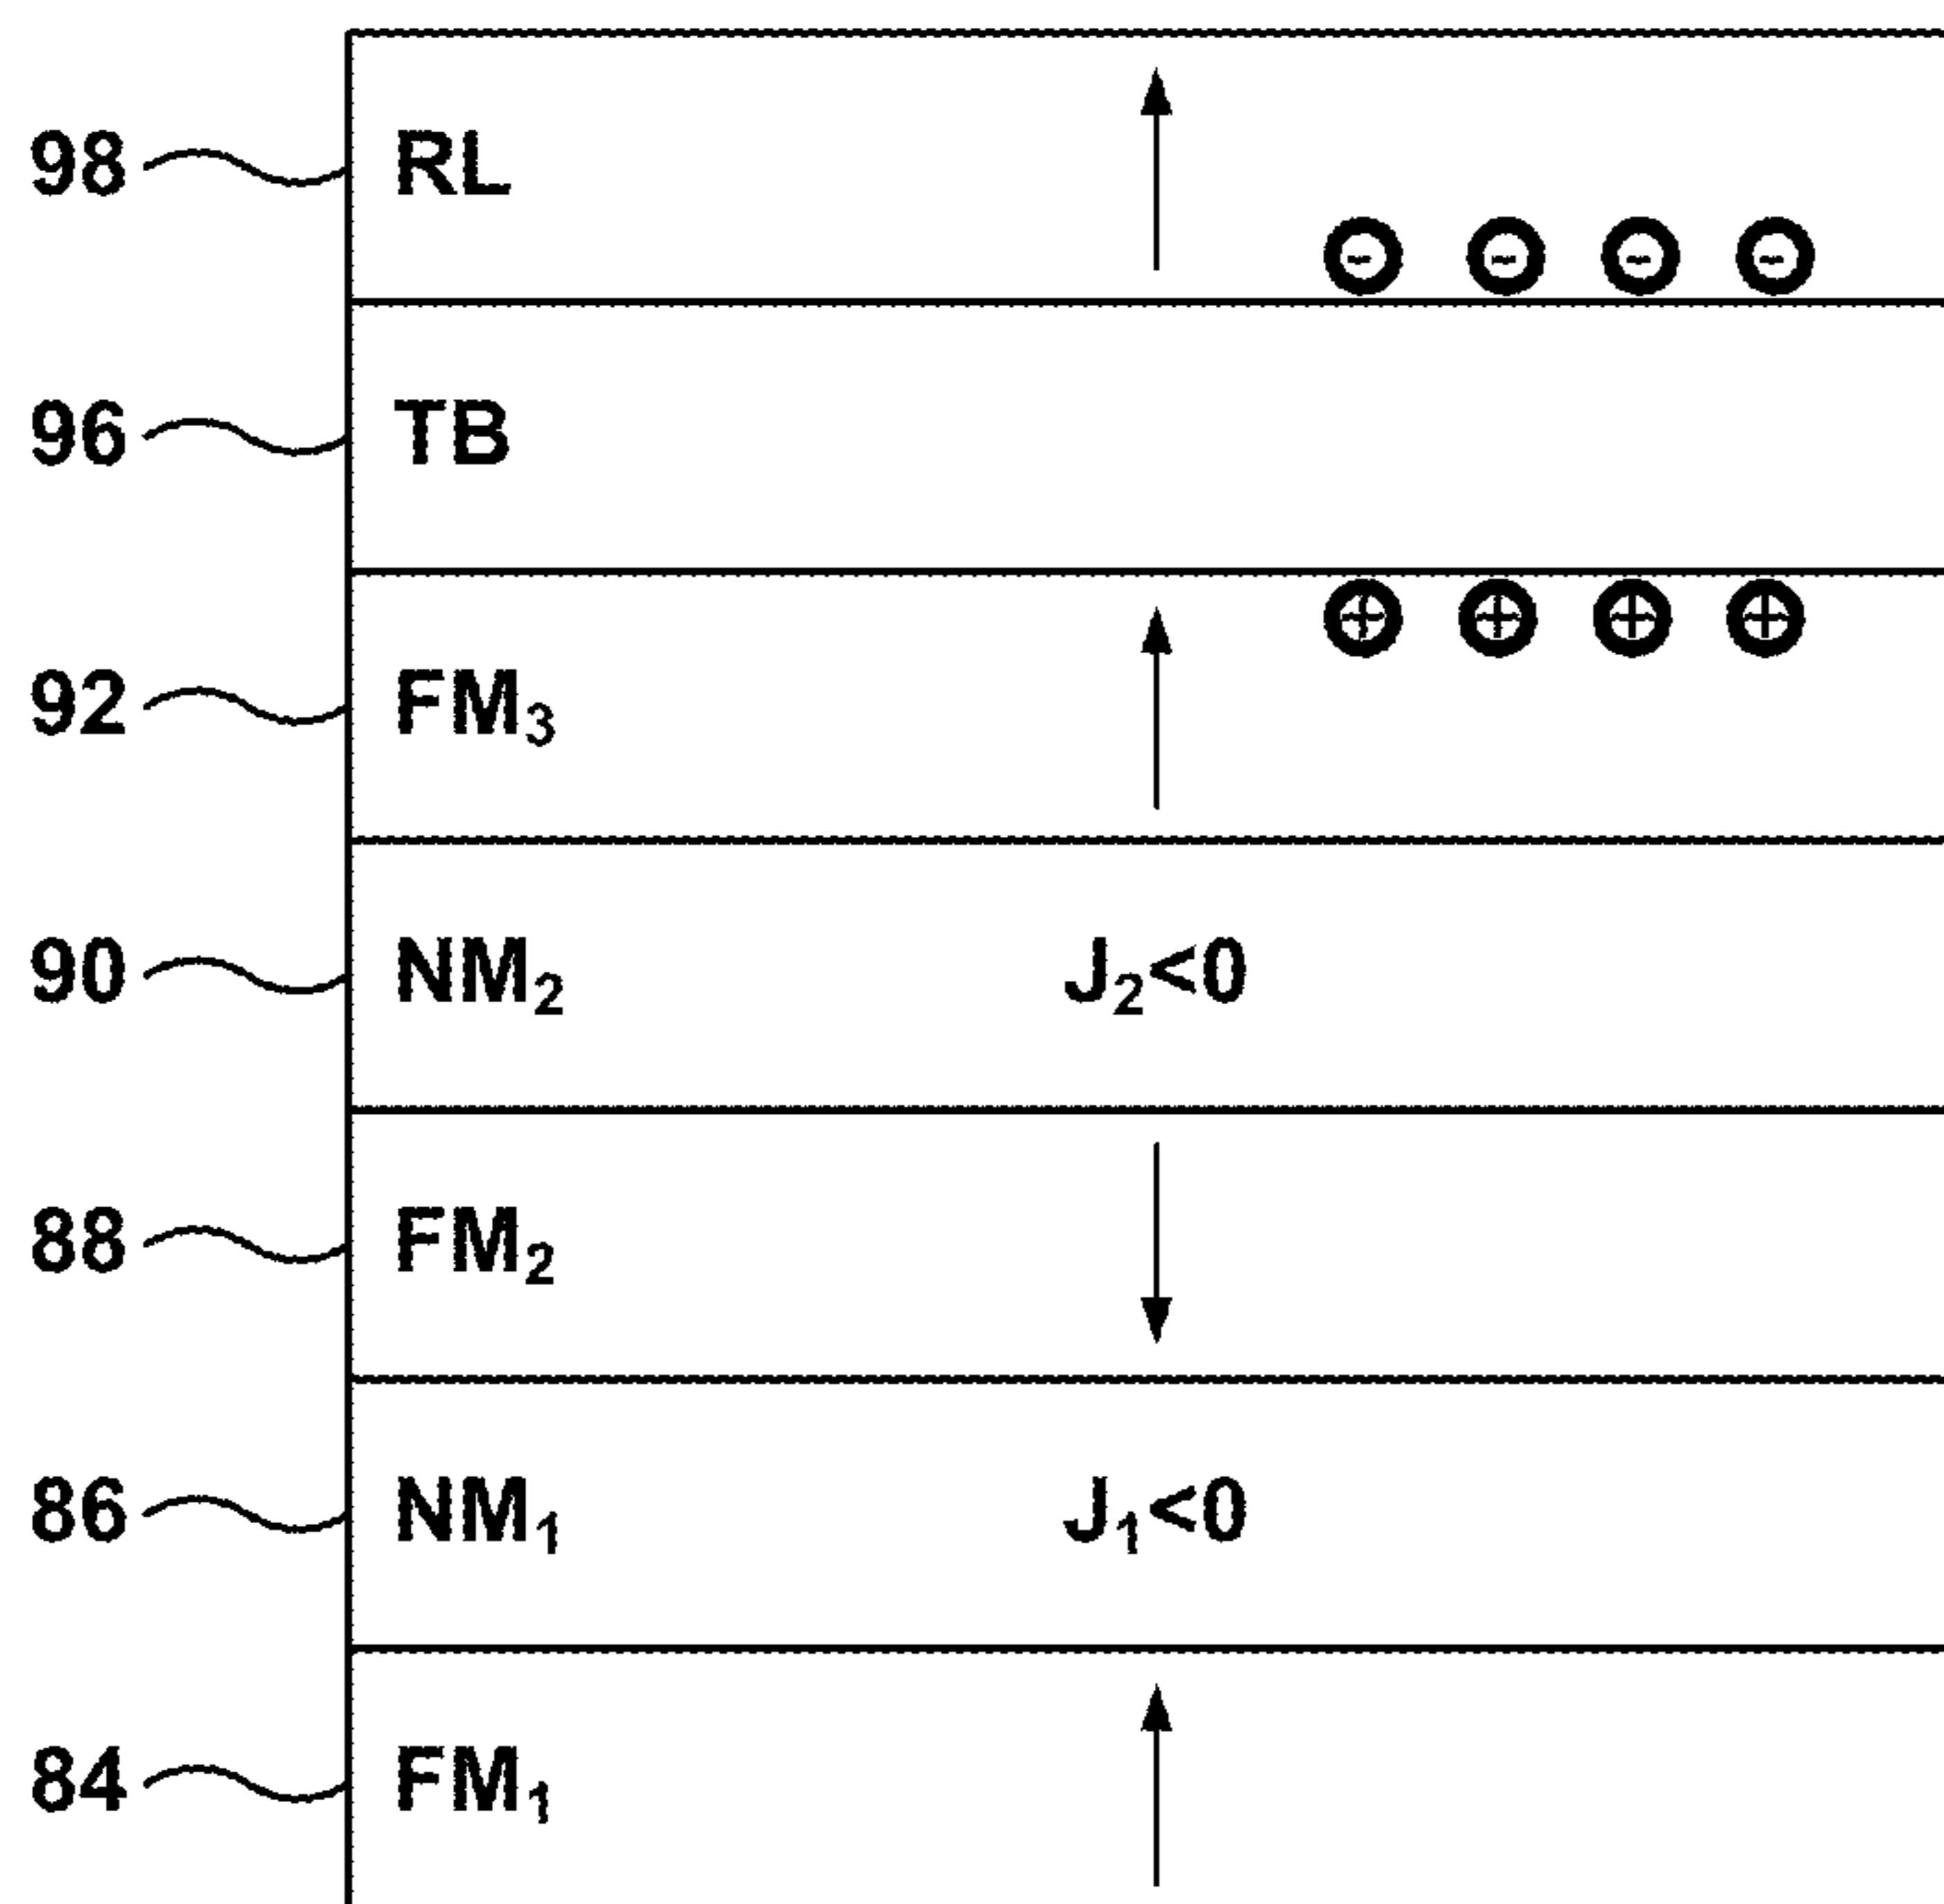 98 RL
- - - -
96 TB
+ + + +
92 FM₃
90 NM₂ J₂<0
88 FM₂
86 NM₁ J₁<0
84 FM₁